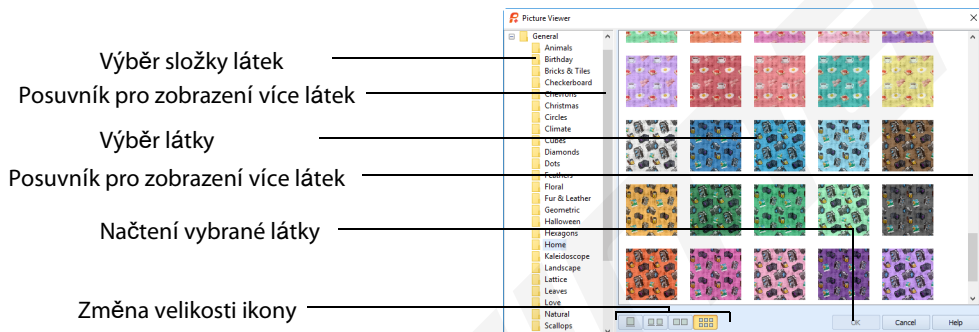 Picture Viewer
General
Animals
Birthday
Bricks & Tiles
Checkerboard
Chevrons
Christmas
Circles
Climate
Cubes
Diamonds
Dots
Feathers
Floral
Fur & Leather
Geometric
Halloween
Hexagons
Home
Kaleidoscope
Landscape
Lattice
Leaves
Love
Natural
Scallops
OK
Cancel
Help
Výběr složky látek
Posuvník pro zobrazení více látek
Výběr látky
Posuvník pro zobrazení více látek
Načtení vybrané látky
Změna velikosti ikony